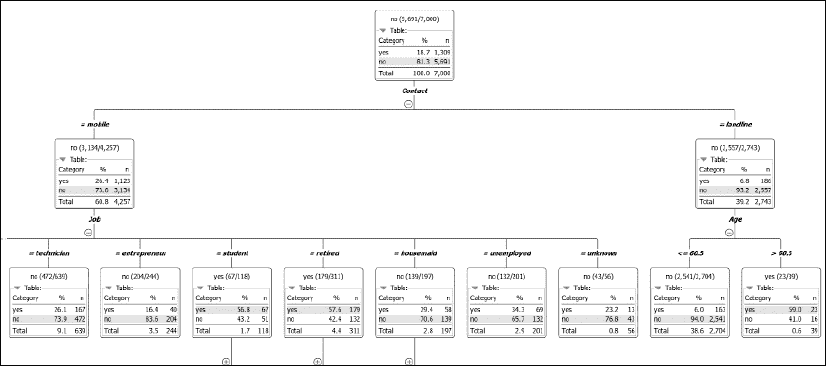 no (5,691/7,000)
Table:
Category % n
yes 18.7 1,309
no 81.3 5,691
Total 100.0 7,000
Contact
= mobile
= landline
no (3,134/4,257)
Table:
Category % n
yes 26.4 1,123
no 73.6 3,134
Total 60.8 4,257
Job
no (2,557/2,743)
Table:
Category % n
yes 6.8 186
no 93.2 2,557
Total 39.2 2,743
Age
= technician
= entrepreneur
= student
= retired
= housemaid
= unemployed
= unknown
<= 60.5
> 60.5
no (472/639)
Table:
Category % n
yes 26.1 167
no 73.9 472
Total 9.1 639
no (204/244)
Table:
Category % n
yes 16.4 40
no 83.6 204
Total 3.5 244
yes (67/118)
Table:
Category % n
yes 56.8 67
no 43.2 51
Total 1.7 118
yes (179/311)
Table:
Category % n
yes 57.6 179
no 42.4 132
Total 4.4 311
no (139/197)
Table:
Category % n
yes 29.4 58
no 70.6 139
Total 2.8 197
no (132/201)
Table:
Category % n
yes 34.3 69
no 65.7 132
Total 2.9 201
no (43/56)
Table:
Category % n
yes 23.2 13
no 76.8 43
Total 0.8 56
no (2,541/2,704)
Table:
Category % n
yes 6.0 163
no 94.0 2,541
Total 38.6 2,704
yes (23/39)
Table:
Category % n
yes 59.0 23
no 41.0 16
Total 0.6 39